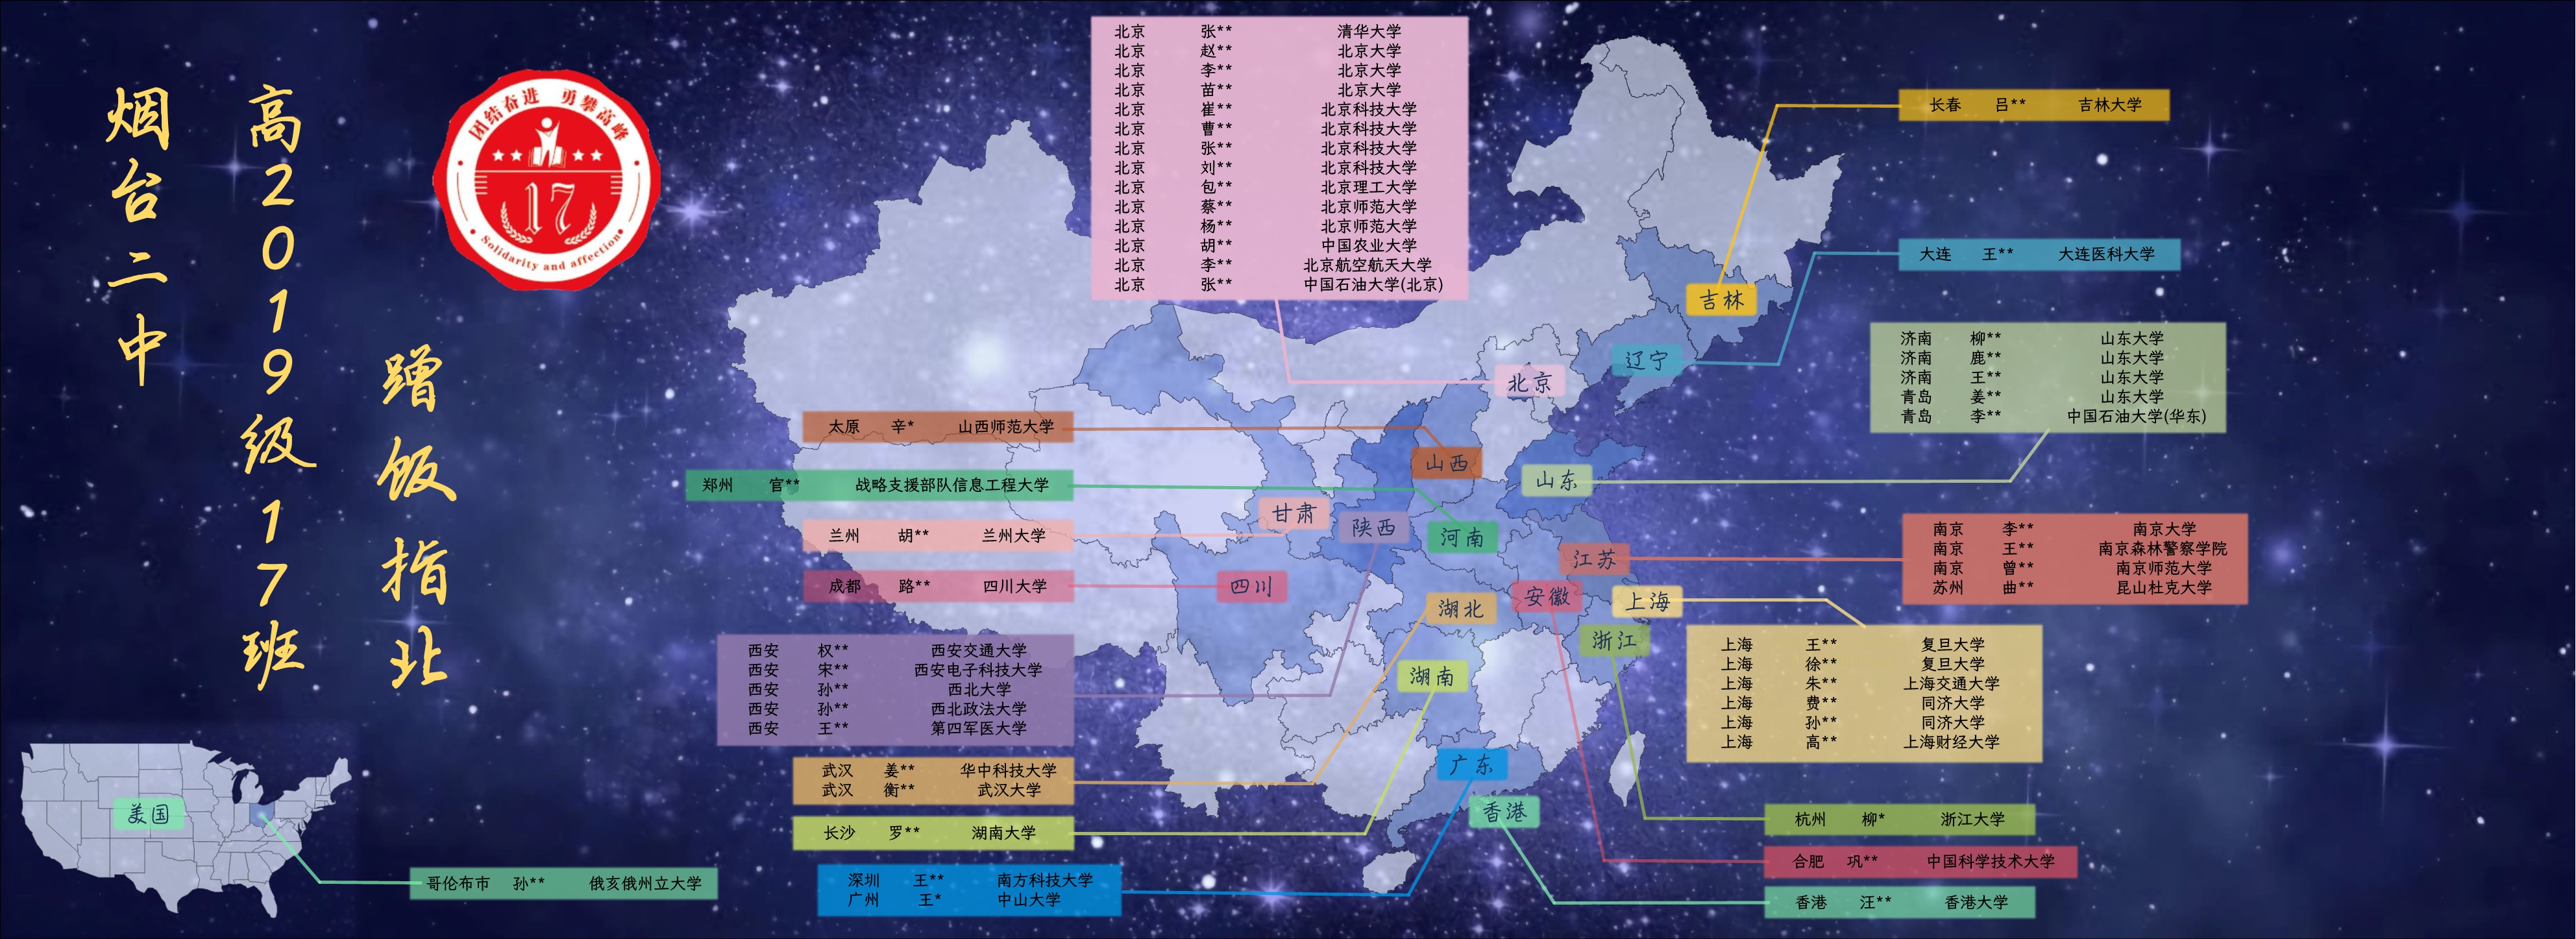 烟台二中
高2019级17班
蹭饭指北
团结奋进 勇攀高峰
17
Solidarity and affection
北京 张** 清华大学
北京 赵** 北京大学
北京 李** 北京大学
北京 苗** 北京大学
北京 崔** 北京科技大学
北京 曹** 北京科技大学
北京 张** 北京科技大学
北京 刘** 北京科技大学
北京 包** 北京理工大学
北京 蔡** 北京师范大学
北京 杨** 北京师范大学
北京 胡** 中国农业大学
北京 李** 北京航空航天大学
北京 张** 中国石油大学(北京)
长春 吕** 吉林大学
大连 王** 大连医科大学
济南 柳** 山东大学
济南 鹿** 山东大学
济南 王** 山东大学
青岛 姜** 山东大学
青岛 李** 中国石油大学(华东)
南京 李** 南京大学
南京 王** 南京森林警察学院
南京 曾** 南京师范大学
苏州 曲** 昆山杜克大学
上海 王** 复旦大学
上海 徐** 复旦大学
上海 朱** 上海交通大学
上海 费** 同济大学
上海 孙** 同济大学
上海 高** 上海财经大学
杭州 柳* 浙江大学
合肥 巩** 中国科学技术大学
香港 汪** 香港大学
太原 辛* 山西师范大学
郑州 官** 战略支援部队信息工程大学
兰州 胡** 兰州大学
成都 路** 四川大学
西安 权** 西安交通大学
西安 宋** 西安电子科技大学
西安 孙** 西北大学
西安 孙** 西北政法大学
西安 王** 第四军医大学
武汉 姜** 华中科技大学
武汉 衡** 武汉大学
长沙 罗** 湖南大学
深圳 王** 南方科技大学
广州 王* 中山大学
哥伦布市 孙** 俄亥俄州立大学
吉林
辽宁
北京
山西
山东
甘肃
陕西
河南
江苏
四川
安徽
上海
湖北
浙江
湖南
广东
香港
美国